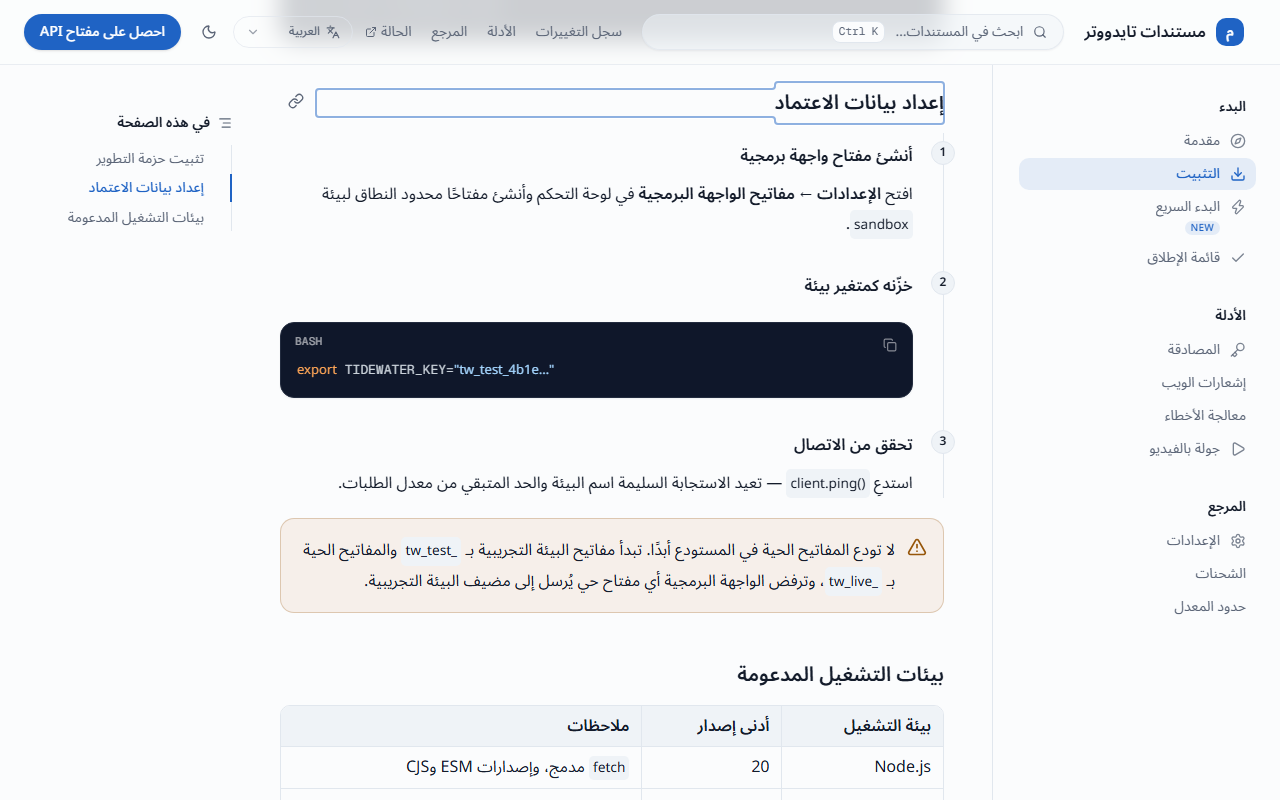 م مستندات تايدووتر
ابحث في المستندات... Ctrl K
سجل التغييرات
الأدلة
المرجع
الحالة
العربية
احصل على مفتاح API
البدء
مقدمة
التثبيت
البدء السريع
NEW
قائمة الإطلاق
الأدلة
المصادقة
إشعارات الويب
معالجة الأخطاء
جولة بالفيديو
المرجع
الإعدادات
الشحنات
حدود المعدل
إعداد بيانات الاعتماد
1 أنشئ مفتاح واجهة برمجية
افتح الإعدادات ← مفاتيح الواجهة البرمجية في لوحة التحكم وأنشئ مفتاحًا محدود النطاق لبيئة
sandbox.
2 خزّنه كمتغير بيئة
BASH
export TIDEWATER_KEY="tw_test_4b1e…"
3 تحقق من الاتصال
استدعِ client.ping() — تعيد الاستجابة السليمة اسم البيئة والحد المتبقي من معدل الطلبات.
لا تودع المفاتيح الحية في المستودع أبدًا. تبدأ مفاتيح البيئة التجريبية بـ tw_test_ والمفاتيح الحية
بـ tw_live_، وترفض الواجهة البرمجية أي مفتاح حي يُرسل إلى مضيف البيئة التجريبية.
بيئات التشغيل المدعومة
بيئة التشغيل أدنى إصدار ملاحظات
Node.js 20 fetch مدمج، وإصدارات ESM وCJS
في هذه الصفحة
تثبيت حزمة التطوير
إعداد بيانات الاعتماد
بيئات التشغيل المدعومة